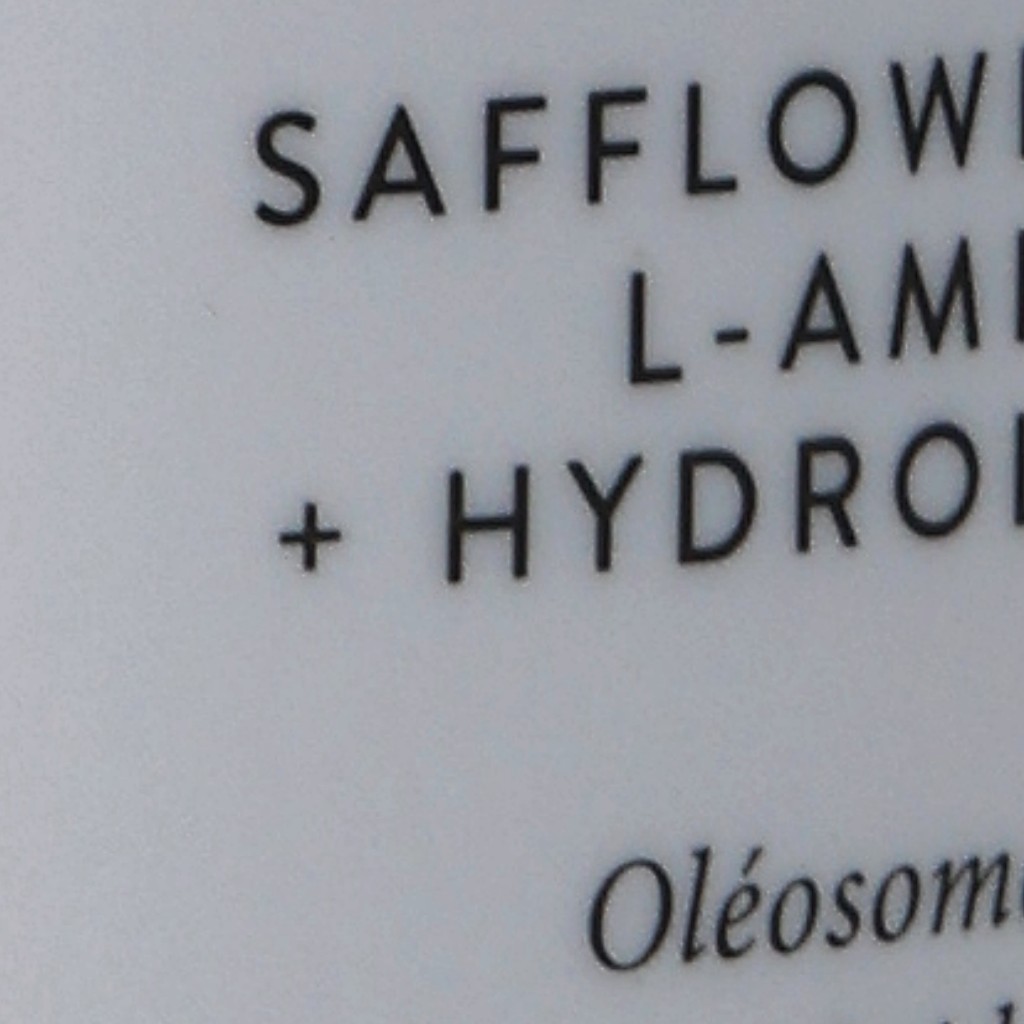 SAFFLOW
L-AM
+ HYDRO
Oléosom